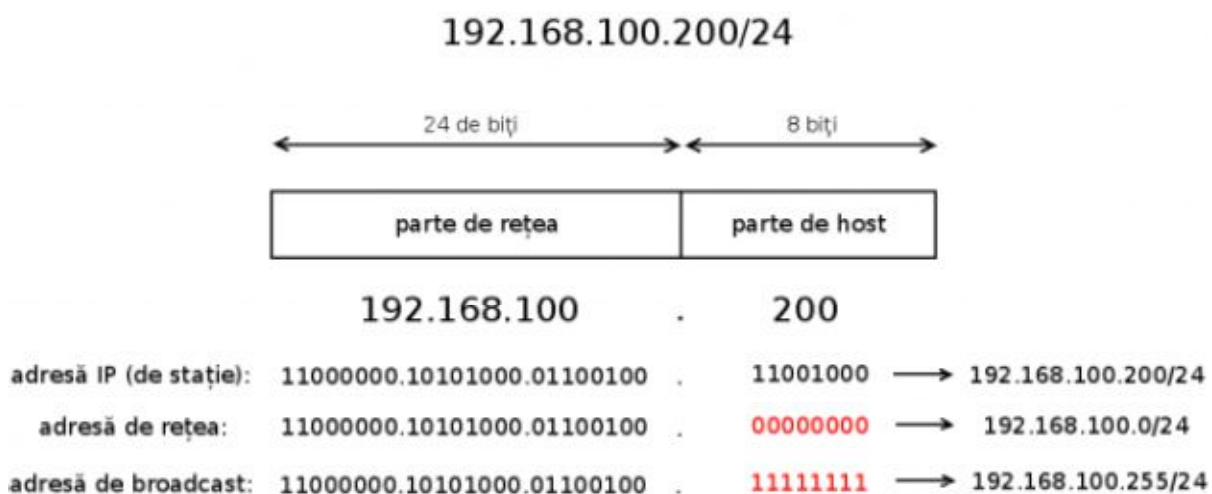 192.168.100.200/24
24 de biți 8 biți
parte de rețea parte de host
192.168.100 . 200
adresă IP (de stație): 11000000.10101000.01100100 . 11001000 → 192.168.100.200/24
adresă de rețea: 11000000.10101000.01100100 . 00000000 → 192.168.100.0/24
adresă de broadcast: 11000000.10101000.01100100 . 11111111 → 192.168.100.255/24